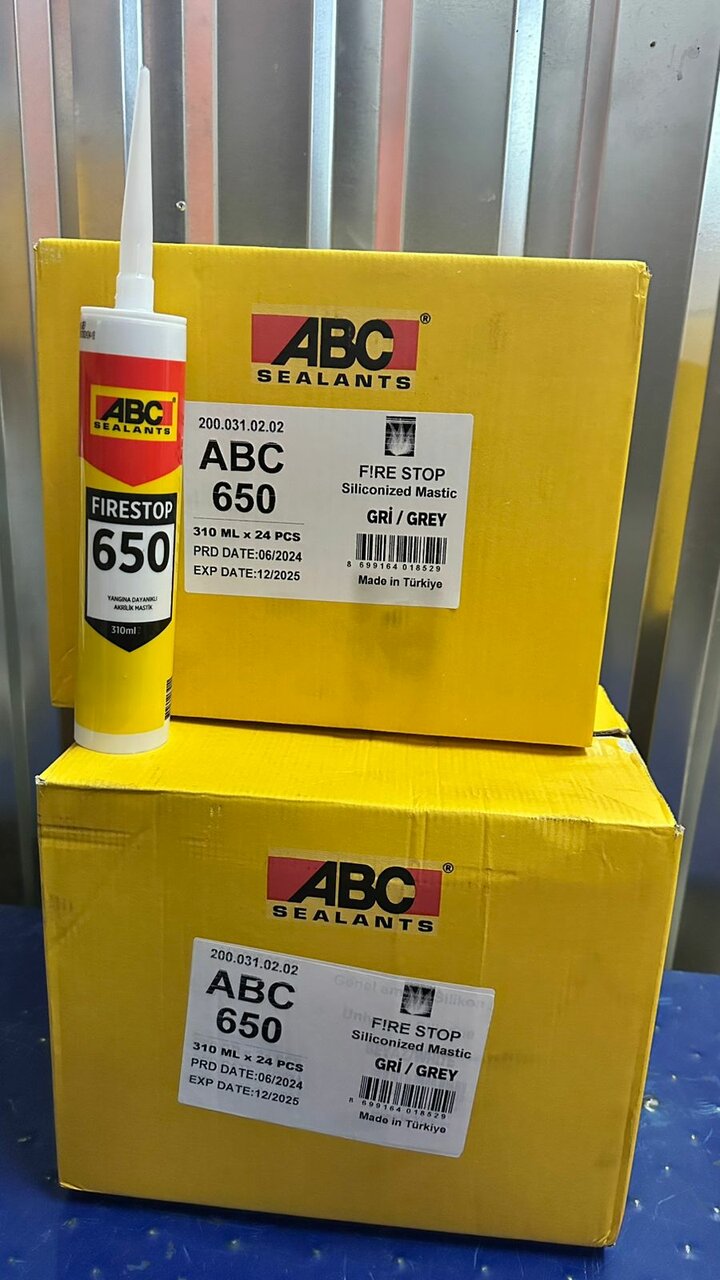 ABC
SEALANTS
FIRESTOP
650
YANGINA DAYANIKLI
AKRİLİK MASTİK
310ml
ABC®
SEALANTS
200.031.02.02
ABC
650
310 ML x 24 PCS
PRD DATE:06/2024
EXP DATE:12/2025
F!RE STOP
Siliconized Mastic
GRİ / GREY
8 699164 018529
Made in Türkiye
ABC®
SEALANTS
200.031.02.02
ABC
650
310 ML x 24 PCS
PRD DATE:06/2024
EXP DATE:12/2025
F!RE STOP
Siliconized Mastic
GRİ / GREY
8 699164 018529
Made in Türkiye